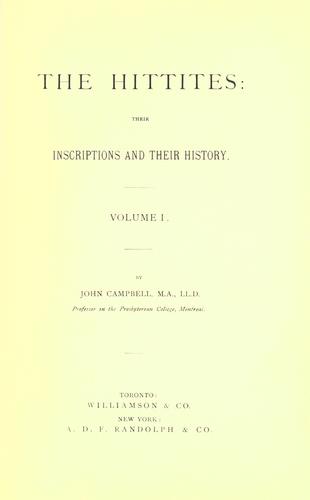 THE HITTITES:
THEIR
INSCRIPTIONS AND THEIR HISTORY.
VOLUME I.
BY
JOHN CAMPBELL, M.A., LL.D.
Professor in the Presbyterian College, Montreal.
TORONTO:
WILLIAMSON & CO.
NEW YORK:
A. D. F. RANDOLPH & CO.